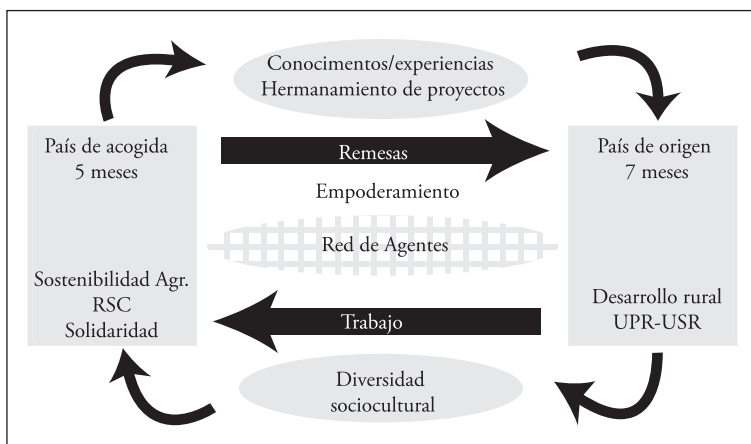 Conocimientos/experiencias
Hermanamiento de proyectos
País de acogida
5 meses
Remesas
País de origen
7 meses
Empoderamiento
Red de Agentes
Sostenibilidad Agr.
RSC
Solidaridad
Trabajo
Desarrollo rural
UPR-USR
Diversidad
sociocultural